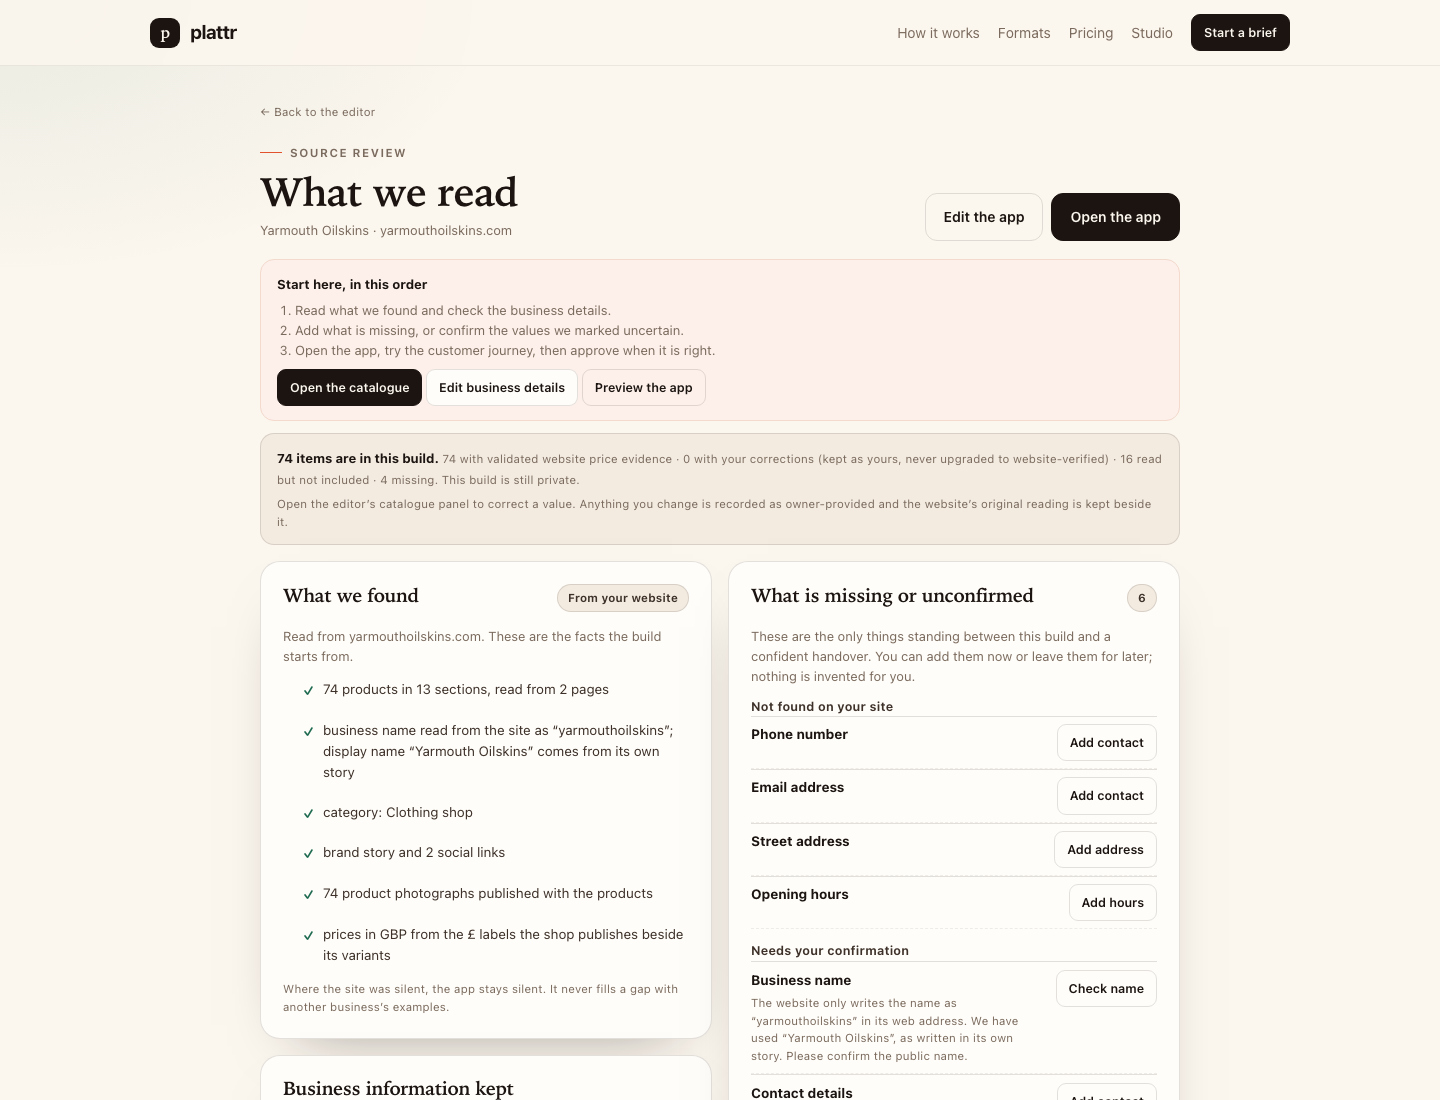 p plattr
How it works Formats Pricing Studio Start a brief
← Back to the editor
SOURCE REVIEW
What we read
Yarmouth Oilskins · yarmouthoilskins.com
Edit the app Open the app
Start here, in this order
1. Read what we found and check the business details.
2. Add what is missing, or confirm the values we marked uncertain.
3. Open the app, try the customer journey, then approve when it is right.
Open the catalogue Edit business details Preview the app
74 items are in this build. 74 with validated website price evidence · 0 with your corrections (kept as yours, never upgraded to website-verified) · 16 read
but not included · 4 missing. This build is still private.
Open the editor's catalogue panel to correct a value. Anything you change is recorded as owner-provided and the website's original reading is kept beside
it.
What we found
From your website
Read from yarmouthoilskins.com. These are the facts the build
starts from.
74 products in 13 sections, read from 2 pages
business name read from the site as “yarmouthoilskins”;
display name “Yarmouth Oilskins” comes from its own
story
category: Clothing shop
brand story and 2 social links
74 product photographs published with the products
prices in GBP from the £ labels the shop publishes beside
its variants
Where the site was silent, the app stays silent. It never fills a gap with
another business's examples.
Business information kept
What is missing or unconfirmed
6
These are the only things standing between this build and a
confident handover. You can add them now or leave them for later;
nothing is invented for you.
Not found on your site
Phone number Add contact
Email address Add contact
Street address Add address
Opening hours Add hours
Needs your confirmation
Business name Check name
The website only writes the name as
“yarmouthoilskins” in its web address. We have
used “Yarmouth Oilskins”, as written in its own
story. Please confirm the public name.
Contact details Add contact